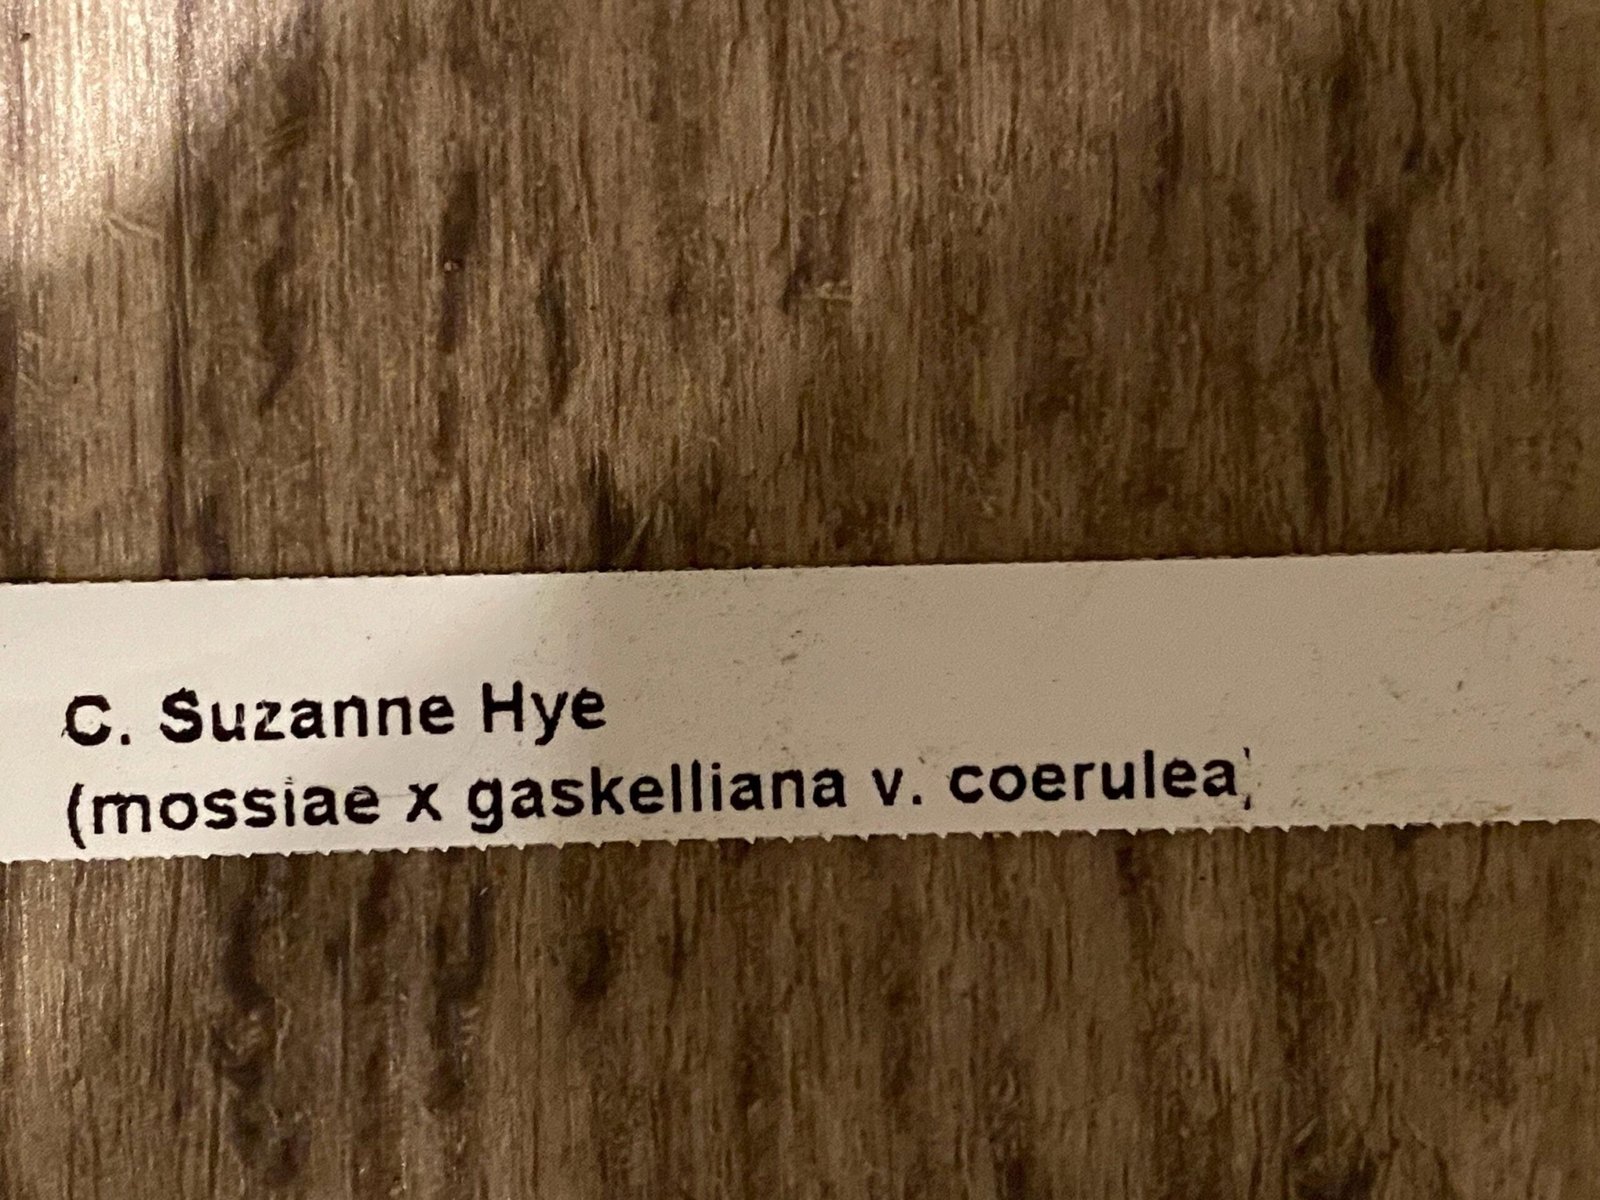 C. Suzanne Hye
(mossiae x gaskelliana v. coerulea)